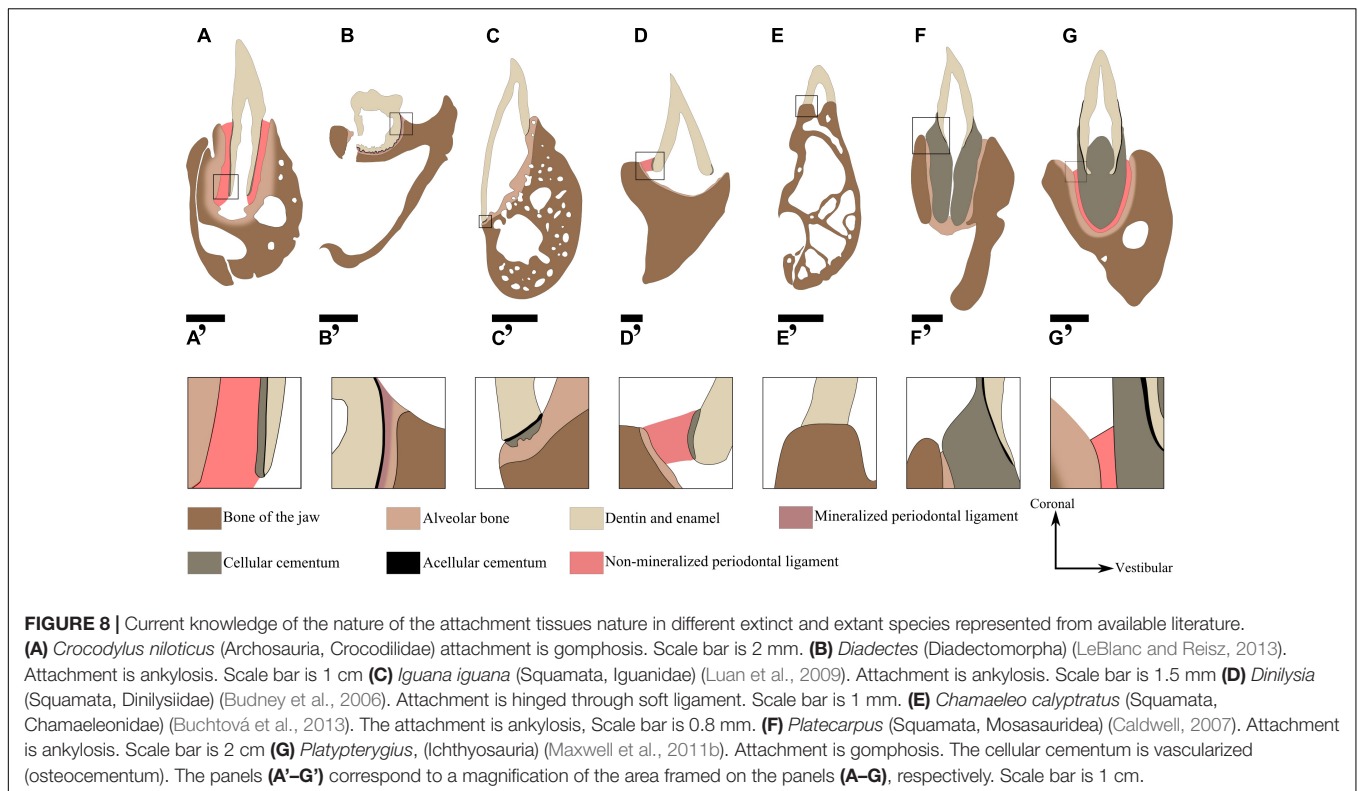 A B C D E F G
A’ B’ C’ D’ E’ F’ G’
Bone of the jaw Alveolar bone Dentin and enamel Mineralized periodontal ligament
Cellular cementum Acellular cementum Non-mineralized periodontal ligament
Coronal
Vestibular
FIGURE 8 | Current knowledge of the nature of the attachment tissues nature in different extinct and extant species represented from available literature.
(A) Crocodylus niloticus (Archosauria, Crocodilidae) attachment is gomphosis. Scale bar is 2 mm. (B) Diadectes (Diadectomorpha) (LeBlanc and Reisz, 2013).
Attachment is ankylosis. Scale bar is 1 cm (C) Iguana iguana (Squamata, Iguanidae) (Luan et al., 2009). Attachment is ankylosis. Scale bar is 1.5 mm (D) Dinilysia
(Squamata, Dinilysiidae) (Budney et al., 2006). Attachment is hinged through soft ligament. Scale bar is 1 mm. (E) Chamaeleo calyptratus (Squamata,
Chamaeleonidae) (Buchtová et al., 2013). The attachment is ankylosis, Scale bar is 0.8 mm. (F) Platecarpus (Squamata, Mosasauridea) (Caldwell, 2007). Attachment
is ankylosis. Scale bar is 2 cm (G) Platypterygius, (Ichthyosauria) (Maxwell et al., 2011b). Attachment is gomphosis. The cellular cementum is vascularized
(osteocementum). The panels (A’–G’) correspond to a magnification of the area framed on the panels (A–G), respectively. Scale bar is 1 cm.